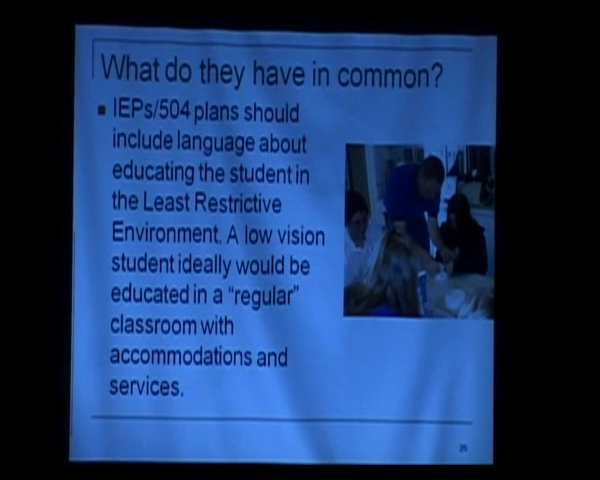 What do they have in common?
IEPs/504 plans should
include language about
educating the student in
the Least Restrictive
Environment. A low vision
student ideally would be
educated in a “regular”
classroom with
accommodations and
services.